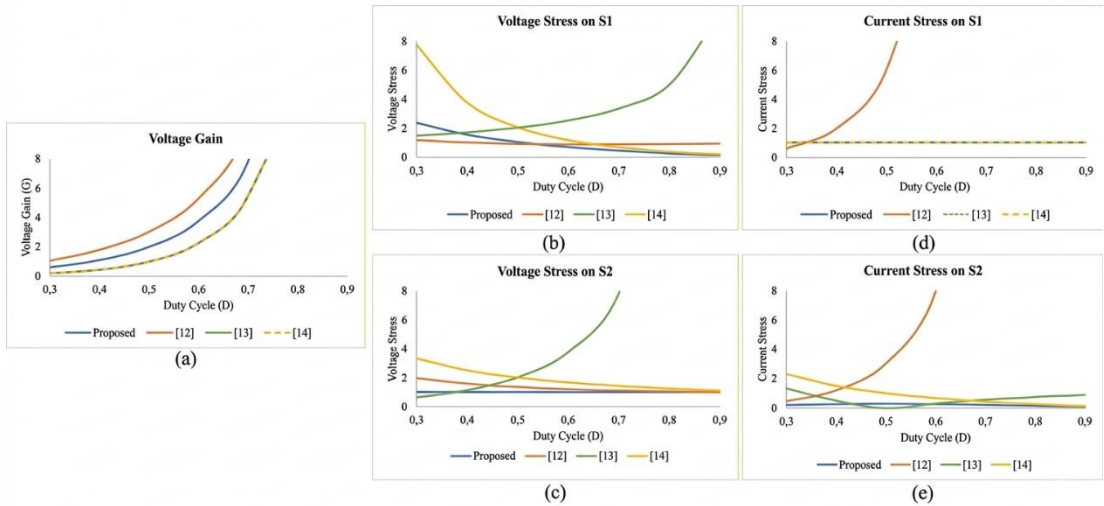 Voltage Gain
8
6
4
2
0
Voltage Gain (G)
0,3 0,4 0,5 0,6 0,7 0,8 0,9
Duty Cycle (D)
Proposed [12] [13] [14]
(a)
Voltage Stress on S1
8
6
4
2
0
Voltage Stress
0,3 0,4 0,5 0,6 0,7 0,8 0,9
Duty Cycle (D)
Proposed [12] [13] [14]
(b)
Voltage Stress on S2
8
6
4
2
0
Voltage Stress
0,3 0,4 0,5 0,6 0,7 0,8 0,9
Duty Cycle (D)
Proposed [12] [13] [14]
(c)
Current Stress on S1
8
6
4
2
0
Current Stress
0,3 0,4 0,5 0,6 0,7 0,8 0,9
Duty Cycle (D)
Proposed [12] [13] [14]
(d)
Current Stress on S2
8
6
4
2
0
Current Stress
0,3 0,4 0,5 0,6 0,7 0,8 0,9
Duty Cycle (D)
Proposed [12] [13] [14]
(e)